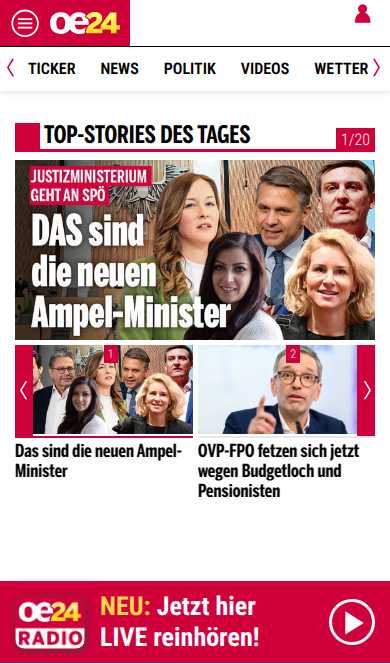 oe24
TICKER NEWS POLITIK VIDEOS WETTER
TOP-STORIES DES TAGES
1/20
JUSTIZMINISTERIUM
GEHT AN SPÖ
DAS sind
die neuen
Ampel-Minister
1
2
Das sind die neuen Ampel-
Minister
ÖVP-FPÖ fetzen sich jetzt
wegen Budgetloch und
Pensionisten
oe24
RADIO
NEU: Jetzt hier
LIVE reinhören!